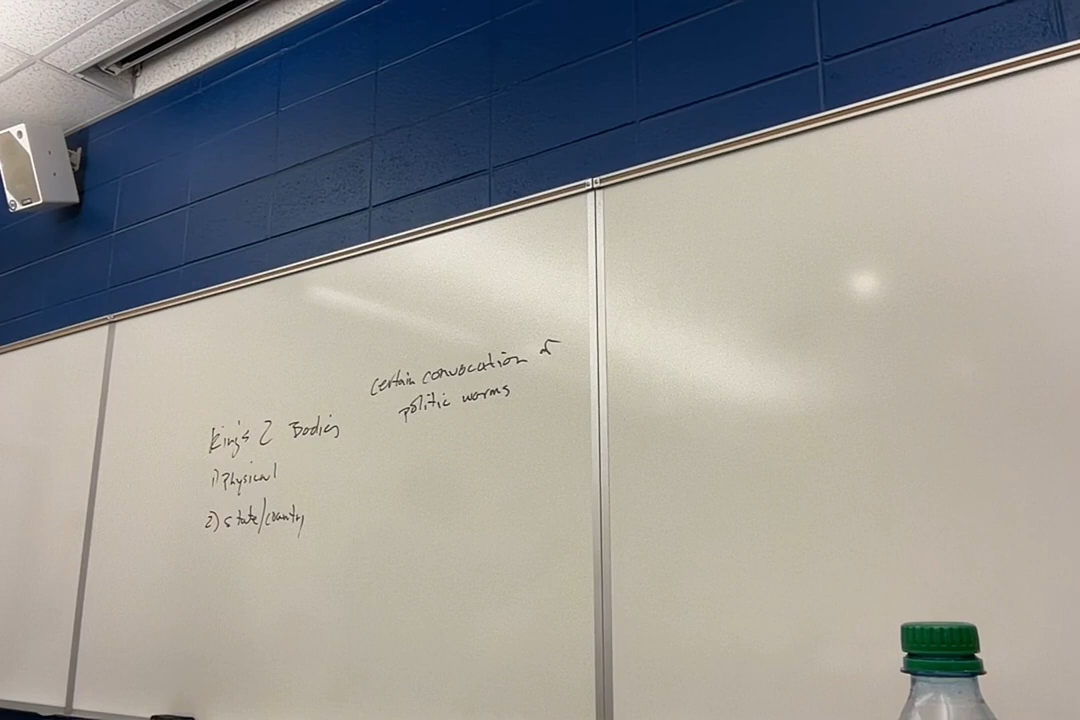 certain convocation of
politic worms
King's 2 Bodies
1) Physical
2) state/country